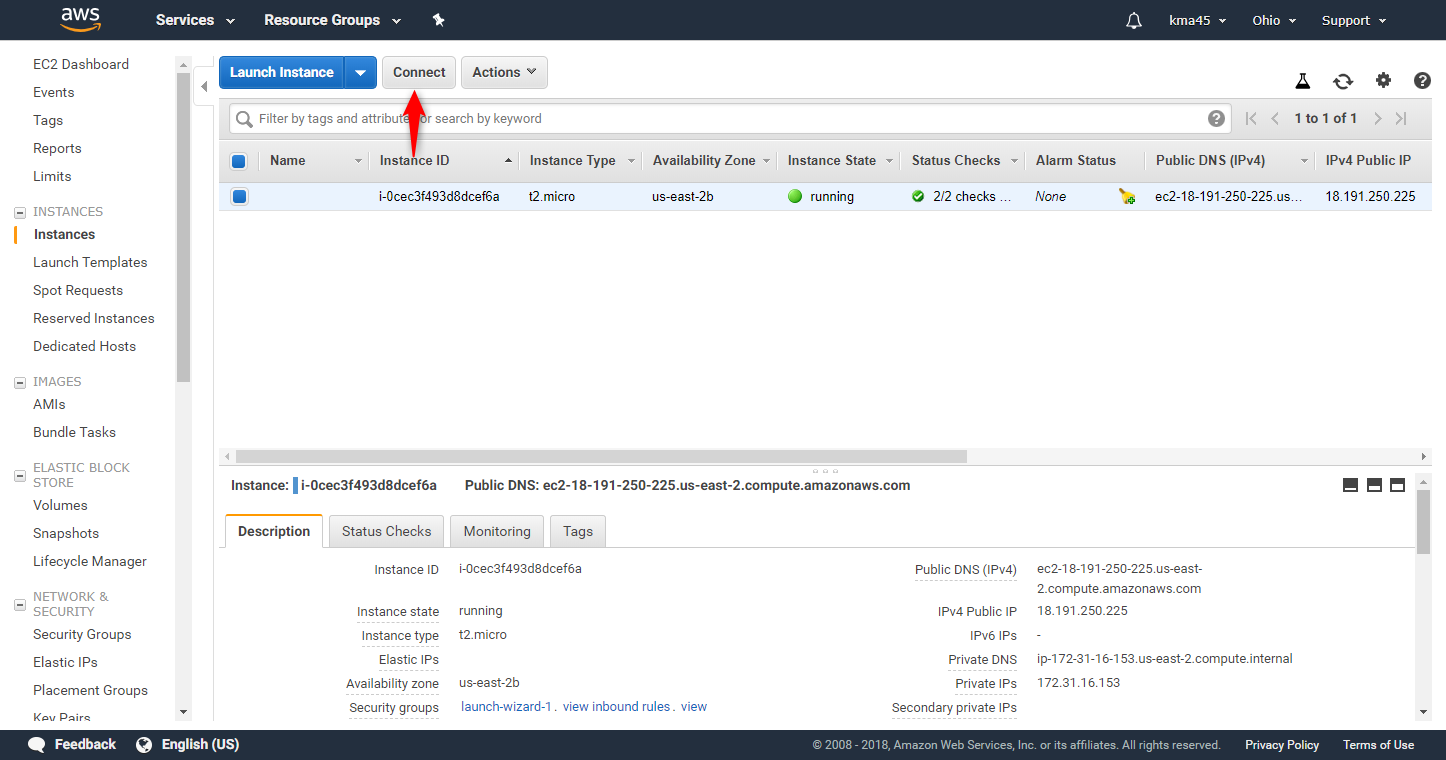 aws Services Resource Groups kma45 Ohio Support
EC2 Dashboard
Events
Tags
Reports
Limits
INSTANCES
Instances
Launch Templates
Spot Requests
Reserved Instances
Dedicated Hosts
IMAGES
AMIs
Bundle Tasks
ELASTIC BLOCK
STORE
Volumes
Snapshots
Lifecycle Manager
NETWORK &
SECURITY
Security Groups
Elastic IPs
Placement Groups
Key Pairs
Launch Instance Connect Actions
Filter by tags and attributes or search by keyword 1 to 1 of 1
Name Instance ID Instance Type Availability Zone Instance State Status Checks Alarm Status Public DNS (IPv4) IPv4 Public IP
i-0cec3f493d8dcef6a t2.micro us-east-2b running 2/2 checks ... None ec2-18-191-250-225.us... 18.191.250.225
Instance: i-0cec3f493d8dcef6a Public DNS: ec2-18-191-250-225.us-east-2.compute.amazonaws.com
Description Status Checks Monitoring Tags
Instance ID i-0cec3f493d8dcef6a
Instance state running
Instance type t2.micro
Elastic IPs
Availability zone us-east-2b
Security groups launch-wizard-1 . view inbound rules . view
Public DNS (IPv4) ec2-18-191-250-225.us-east-
2.compute.amazonaws.com
IPv4 Public IP 18.191.250.225
IPv6 IPs -
Private DNS ip-172-31-16-153.us-east-2.compute.internal
Private IPs 172.31.16.153
Secondary private IPs
Feedback English (US) © 2008 - 2018, Amazon Web Services, Inc. or its affiliates. All rights reserved. Privacy Policy Terms of Use